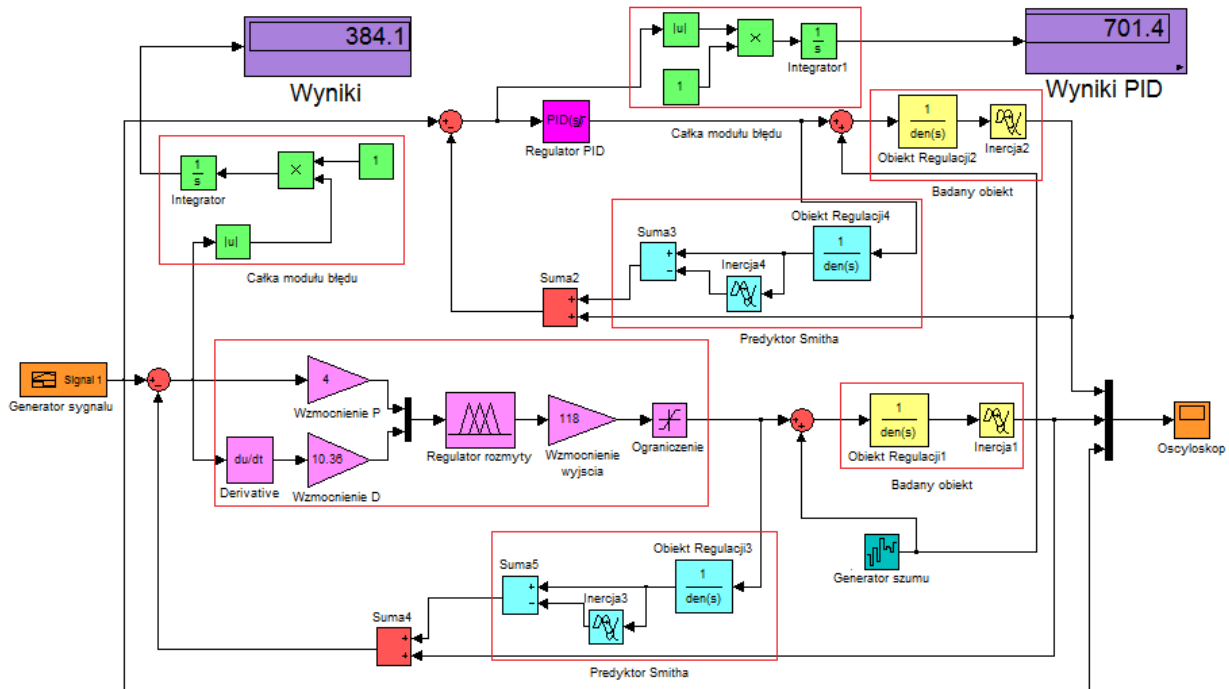 384.1
Wyniki
|u|
×
1
s
Integrator1
1
Całka modułu błędu
701.4
Wyniki PID
+
−
PID(s)
Regulator PID
+
+
1
den(s)
Obiekt Regulacji2
Inercja2
Badany obiekt
1
s
Integrator
×
1
|u|
Całka modułu błędu
Obiekt Regulacji4
1
den(s)
Suma3
+
−
Inercja4
Suma2
+
+
Predyktor Smitha
Signal 1
Generator sygnału
+
−
4
Wzmocnienie P
du/dt
Derivative
10.36
Wzmocnienie D
Regulator rozmyty
118
Wzmocnienie
wyjscia
Ograniczenie
+
+
1
den(s)
Obiekt Regulacji1
Inercja1
Badany obiekt
Oscyloskop
Generator szumu
Obiekt Regulacji3
1
den(s)
Suma5
+
−
Inercja3
Suma4
+
+
Predyktor Smitha